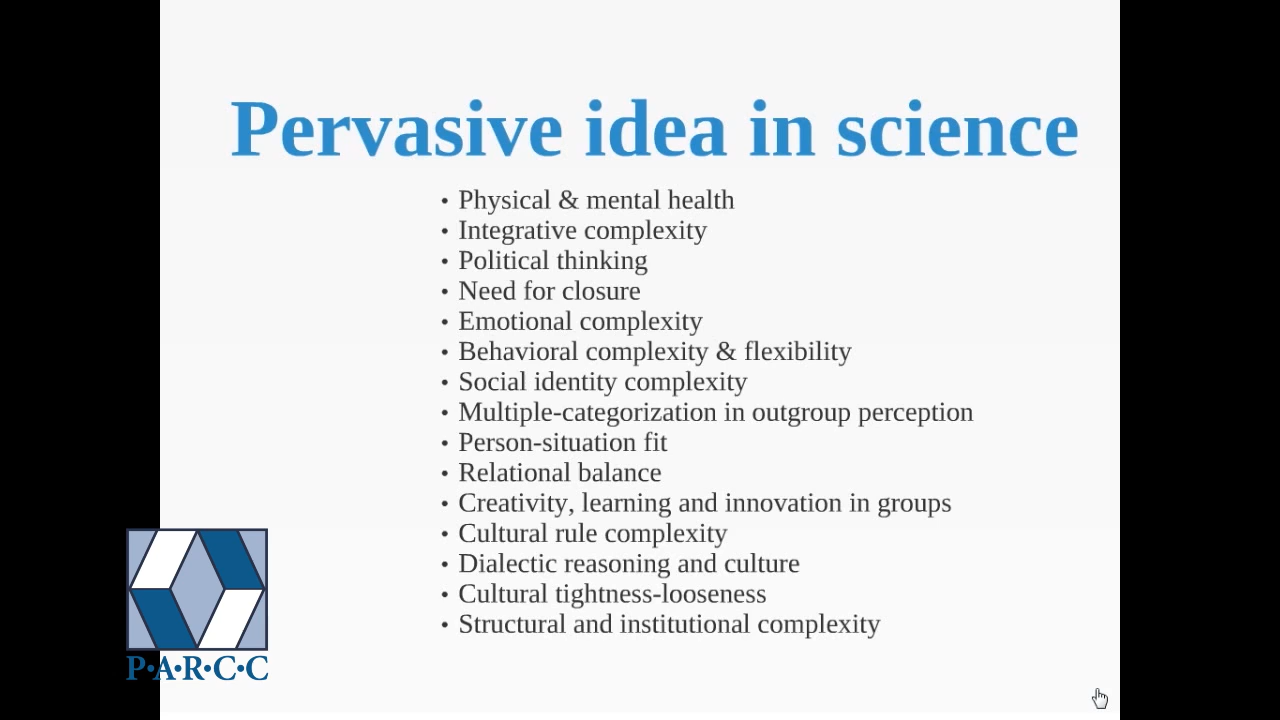 Pervasive idea in science
• Physical & mental health
• Integrative complexity
• Political thinking
• Need for closure
• Emotional complexity
• Behavioral complexity & flexibility
• Social identity complexity
• Multiple-categorization in outgroup perception
• Person-situation fit
• Relational balance
• Creativity, learning and innovation in groups
• Cultural rule complexity
• Dialectic reasoning and culture
• Cultural tightness-looseness
• Structural and institutional complexity
P•A•R•C•C